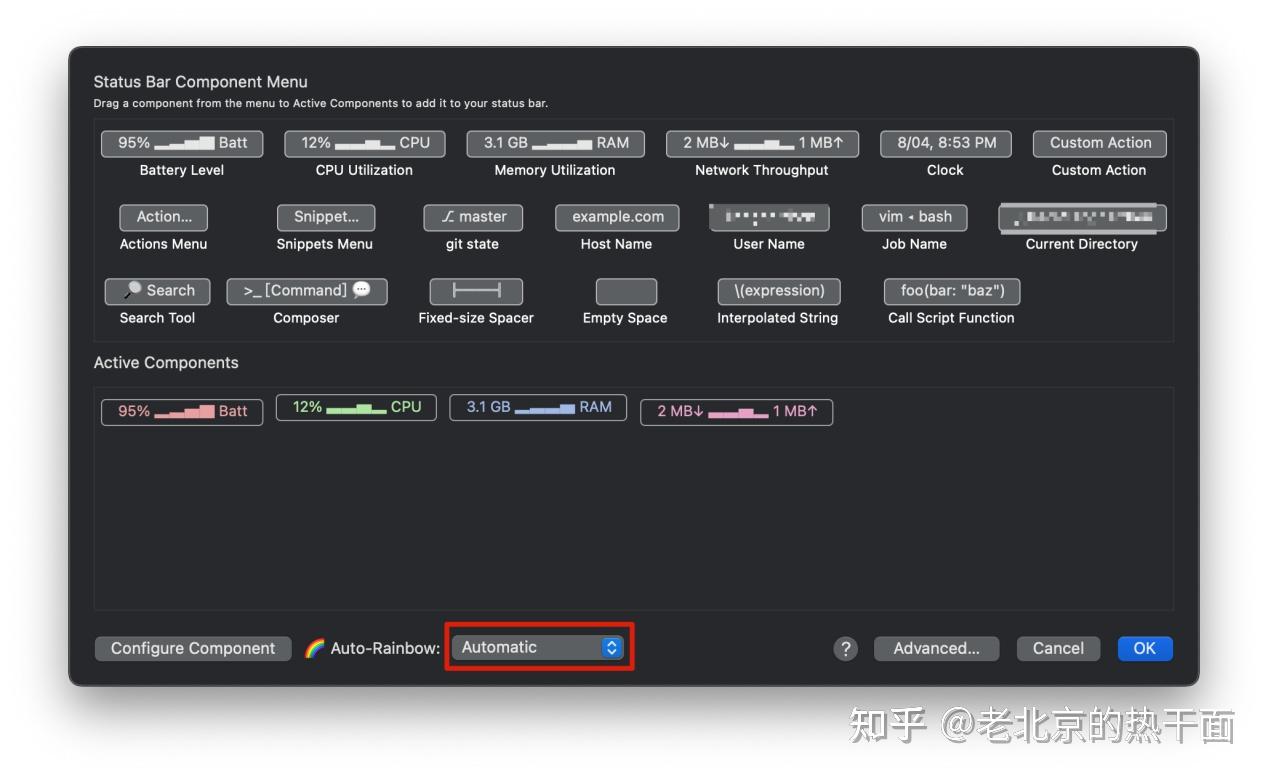 Status Bar Component Menu
Drag a component from the menu to Active Components to add it to your status bar.
95% Batt 12% CPU 3.1 GB RAM 2 MB↓ 1 MB↑ 8/04, 8:53 PM Custom Action
Battery Level CPU Utilization Memory Utilization Network Throughput Clock Custom Action
Action... Snippet... master example.com vim ◂ bash
Actions Menu Snippets Menu git state Host Name User Name Job Name Current Directory
Search >_ [Command] \(expression) foo(bar: "baz")
Search Tool Composer Fixed-size Spacer Empty Space Interpolated String Call Script Function
Active Components
95% Batt 12% CPU 3.1 GB RAM 2 MB↓ 1 MB↑
Configure Component Auto-Rainbow: Automatic ? Advanced... Cancel OK
知乎 @老北京的热干面